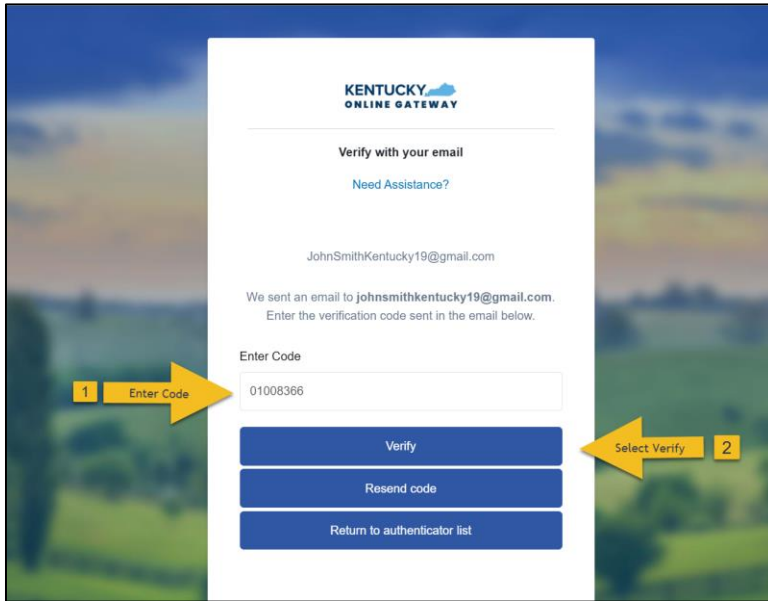 KENTUCKY
ONLINE GATEWAY
Verify with your email
Need Assistance?
JohnSmithKentucky19@gmail.com
We sent an email to johnsmithkentucky19@gmail.com.
Enter the verification code sent in the email below.
Enter Code
1 Enter Code
01008366
Verify
Select Verify 2
Resend code
Return to authenticator list